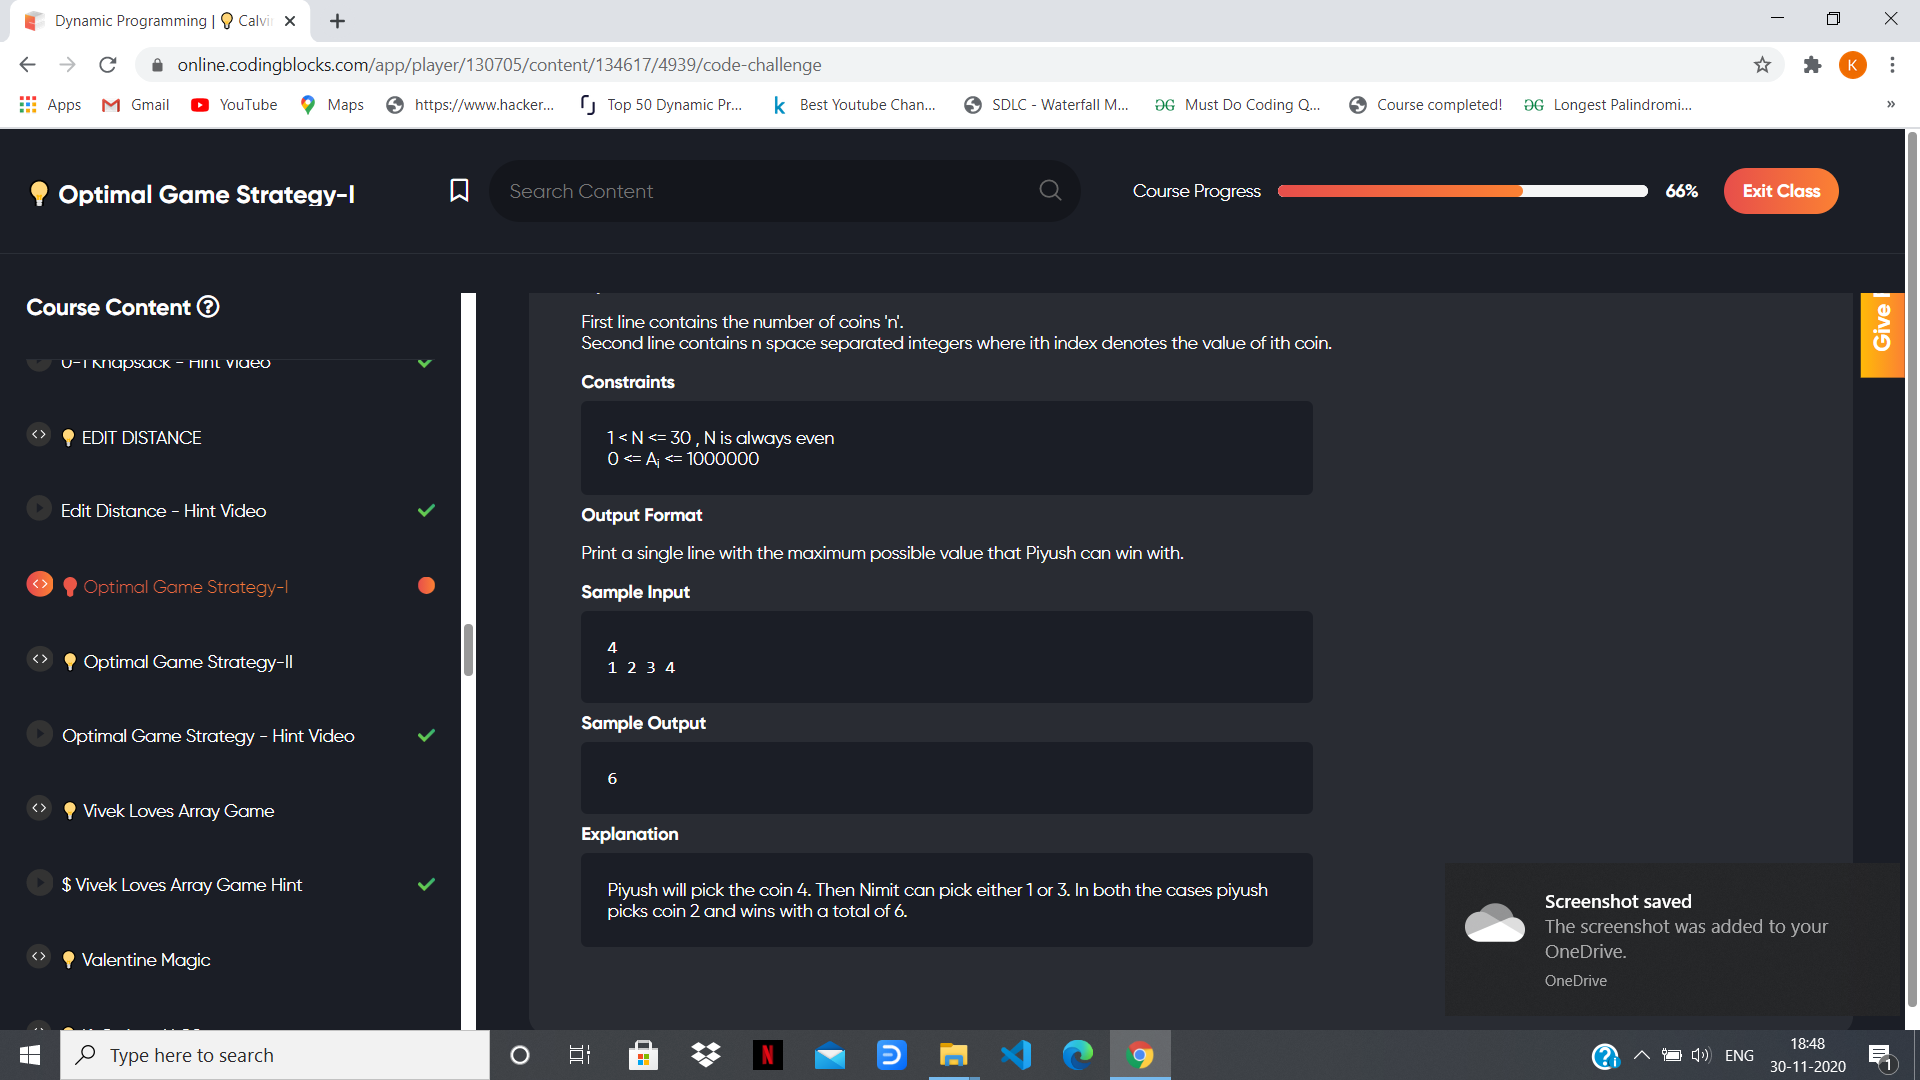 Dynamic Programming | Calvi
online.codingblocks.com/app/player/130705/content/134617/4939/code-challenge
K
Apps
Gmail
YouTube
Maps
https://www.hacker...
Top 50 Dynamic Pr...
Best Youtube Chan...
SDLC - Waterfall M...
Must Do Coding Q...
Course completed!
Longest Palindromi...
»
Optimal Game Strategy-I
Search Content
Course Progress
66%
Exit Class
Course Content
0-1 Knapsack - Hint Video
EDIT DISTANCE
Edit Distance - Hint Video
Optimal Game Strategy-I
Optimal Game Strategy-II
Optimal Game Strategy - Hint Video
Vivek Loves Array Game
$ Vivek Loves Array Game Hint
Valentine Magic
First line contains the number of coins 'n'.
Second line contains n space separated integers where ith index denotes the value of ith coin.
Constraints
1 < N <= 30 , N is always even
0 <= Ai <= 1000000
Output Format
Print a single line with the maximum possible value that Piyush can win with.
Sample Input
4
1 2 3 4
Sample Output
6
Explanation
Piyush will pick the coin 4. Then Nimit can pick either 1 or 3. In both the cases piyush
picks coin 2 and wins with a total of 6.
Give
Screenshot saved
The screenshot was added to your
OneDrive.
OneDrive
Type here to search
ENG
18:48
30-11-2020
1